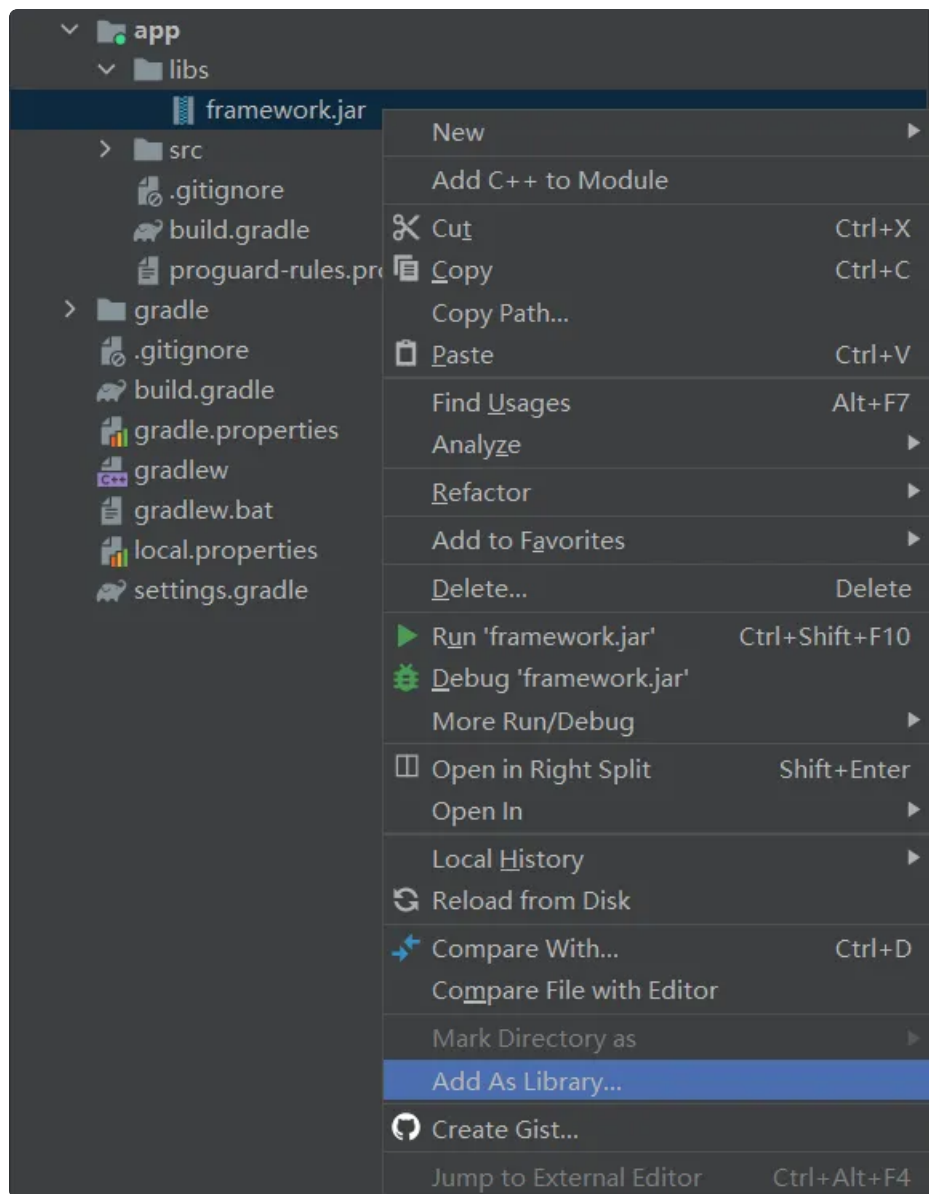 app
libs
framework.jar
src
.gitignore
build.gradle
proguard-rules.pro
gradle
.gitignore
build.gradle
gradle.properties
C++
gradlew
gradlew.bat
local.properties
settings.gradle
New
Add C++ to Module
Cut Ctrl+X
Copy Ctrl+C
Copy Path...
Paste Ctrl+V
Find Usages Alt+F7
Analyze
Refactor
Add to Favorites
Delete... Delete
Run 'framework.jar' Ctrl+Shift+F10
Debug 'framework.jar'
More Run/Debug
Open in Right Split Shift+Enter
Open In
Local History
Reload from Disk
Compare With... Ctrl+D
Compare File with Editor
Mark Directory as
Add As Library...
Create Gist...
Jump to External Editor Ctrl+Alt+F4